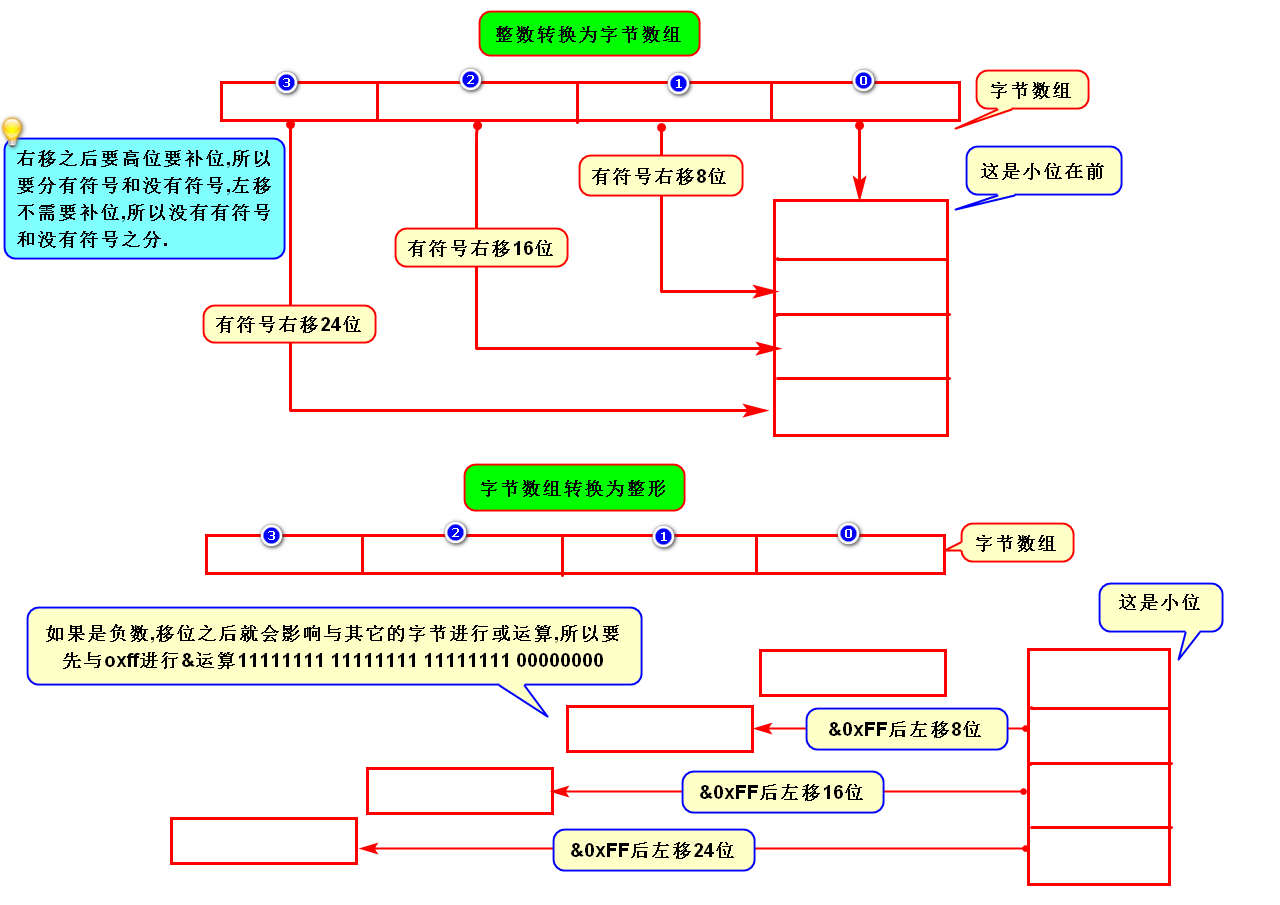 整数转换为字节数组
3
2
1
0
字节数组
右移之后要高位要补位,所以
要分有符号和没有符号,左移
不需要补位,所以没有有符号
和没有符号之分.
这是小位在前
有符号右移8位
有符号右移16位
有符号右移24位
字节数组转换为整形
3
2
1
0
字节数组
这是小位
如果是负数,移位之后就会影响与其它的字节进行或运算,所以要
先与oxff进行&运算11111111 11111111 11111111 00000000
&0xFF后左移8位
&0xFF后左移16位
&0xFF后左移24位